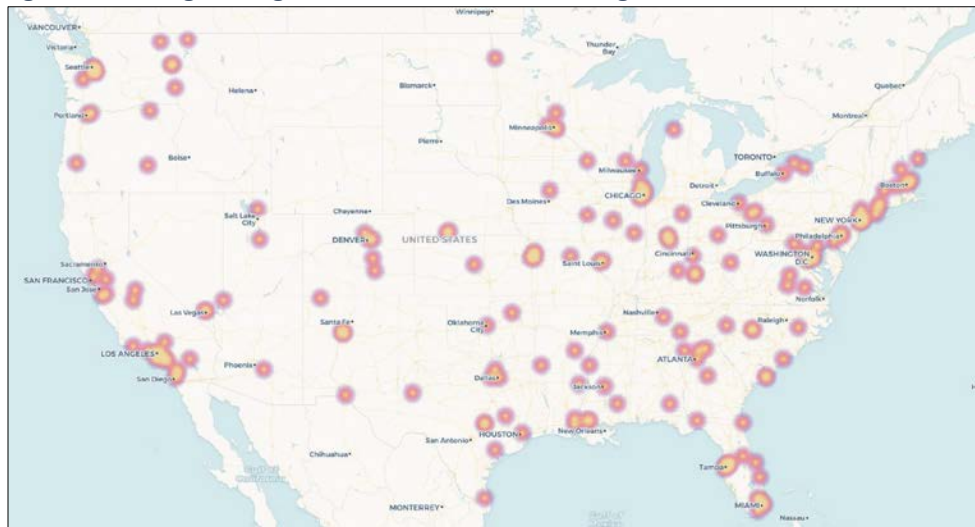 Winnipeg
VANCOUVER
Victoria
Thunder
Bay
Seattle
Quebec
Helena
Bismarck
Portland
Montreal
Minneapolis
Pierre
Boise
TORONTO
Milwaukee
Buffalo
Boston
CHICAGO
Detroit
Salt Lake
City
Cheyenne
Des Moines
Cleveland
NEW YORK
Pittsburgh
DENVER
UNITED STATES
Philadelphia
Sacramento
Saint Louis
Cincinnati
WASHINGTON
D.C.
SAN FRANCISCO
San Jose
Norfolk
Las Vegas
Santa Fe
Oklahoma
City
Nashville
Raleigh
Memphis
LOS ANGELES
Phoenix
ATLANTA
San Diego
Dallas
Jackson
New Orleans
San Antonio
HOUSTON
Chihuahua
Tampa
MONTERREY
MIAMI
Nassau